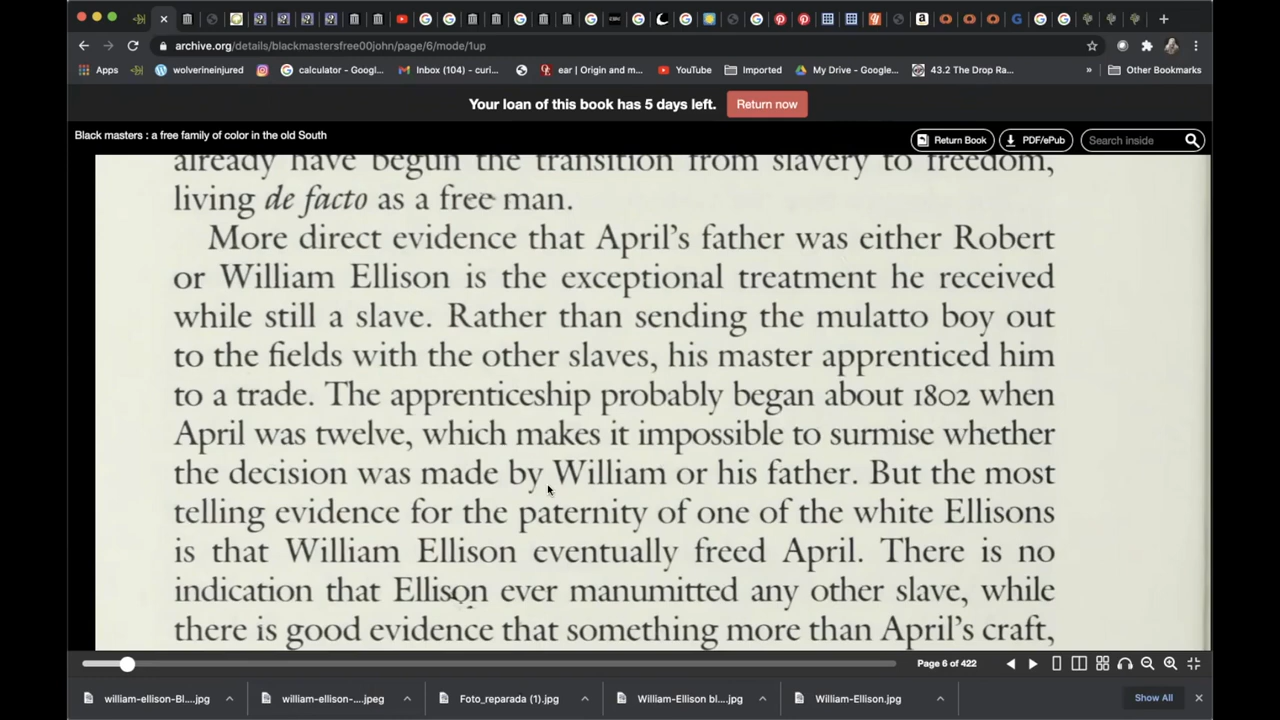 archive.org/details/blackmastersfree00john/page/6/mode/1up
Apps
wolverineinjured
calculator - Googl...
Inbox (104) - curi...
ear | Origin and m...
YouTube
Imported
My Drive - Google...
43.2 The Drop Ra...
»
Other Bookmarks
Your loan of this book has 5 days left.
Return now
Black masters : a free family of color in the old South
Return Book
PDF/ePub
Search inside
already have begun the transition from slavery to freedom,
living de facto as a free man.
More direct evidence that April's father was either Robert
or William Ellison is the exceptional treatment he received
while still a slave. Rather than sending the mulatto boy out
to the fields with the other slaves, his master apprenticed him
to a trade. The apprenticeship probably began about 1802 when
April was twelve, which makes it impossible to surmise whether
the decision was made by William or his father. But the most
telling evidence for the paternity of one of the white Ellisons
is that William Ellison eventually freed April. There is no
indication that Ellison ever manumitted any other slave, while
there is good evidence that something more than April's craft,
Page 6 of 422
william-ellison-Bl....jpg
william-ellison-....jpeg
Foto_reparada (1).jpg
William-Ellison bl....jpg
William-Ellison.jpg
Show All